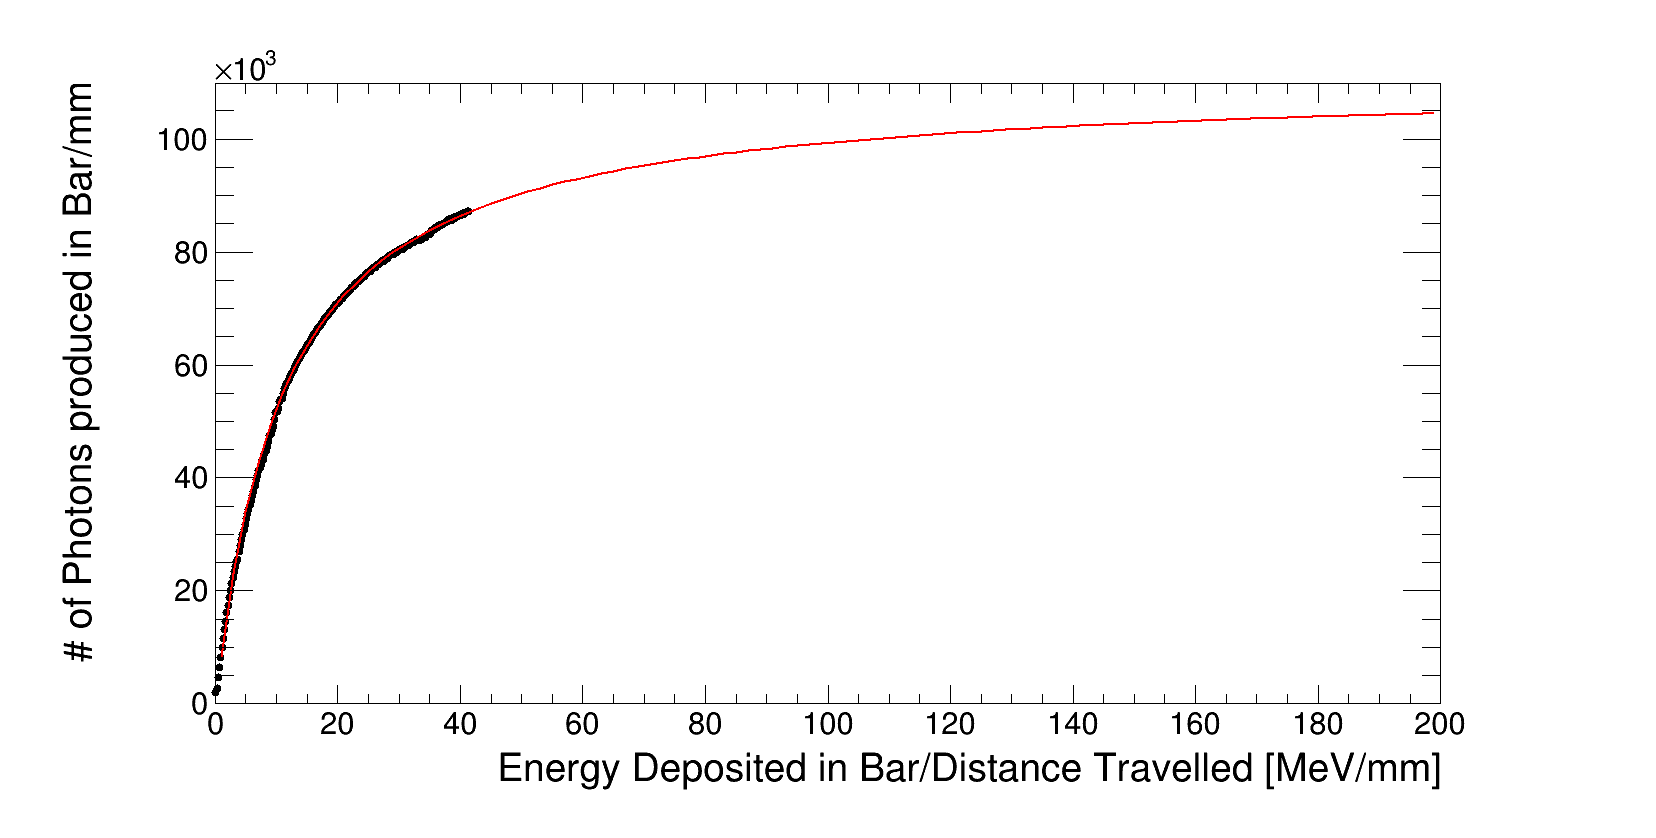 ×10³
# of Photons produced in Bar/mm
100
80
60
40
20
0
0 20 40 60 80 100 120 140 160 180 200
Energy Deposited in Bar/Distance Travelled [MeV/mm]